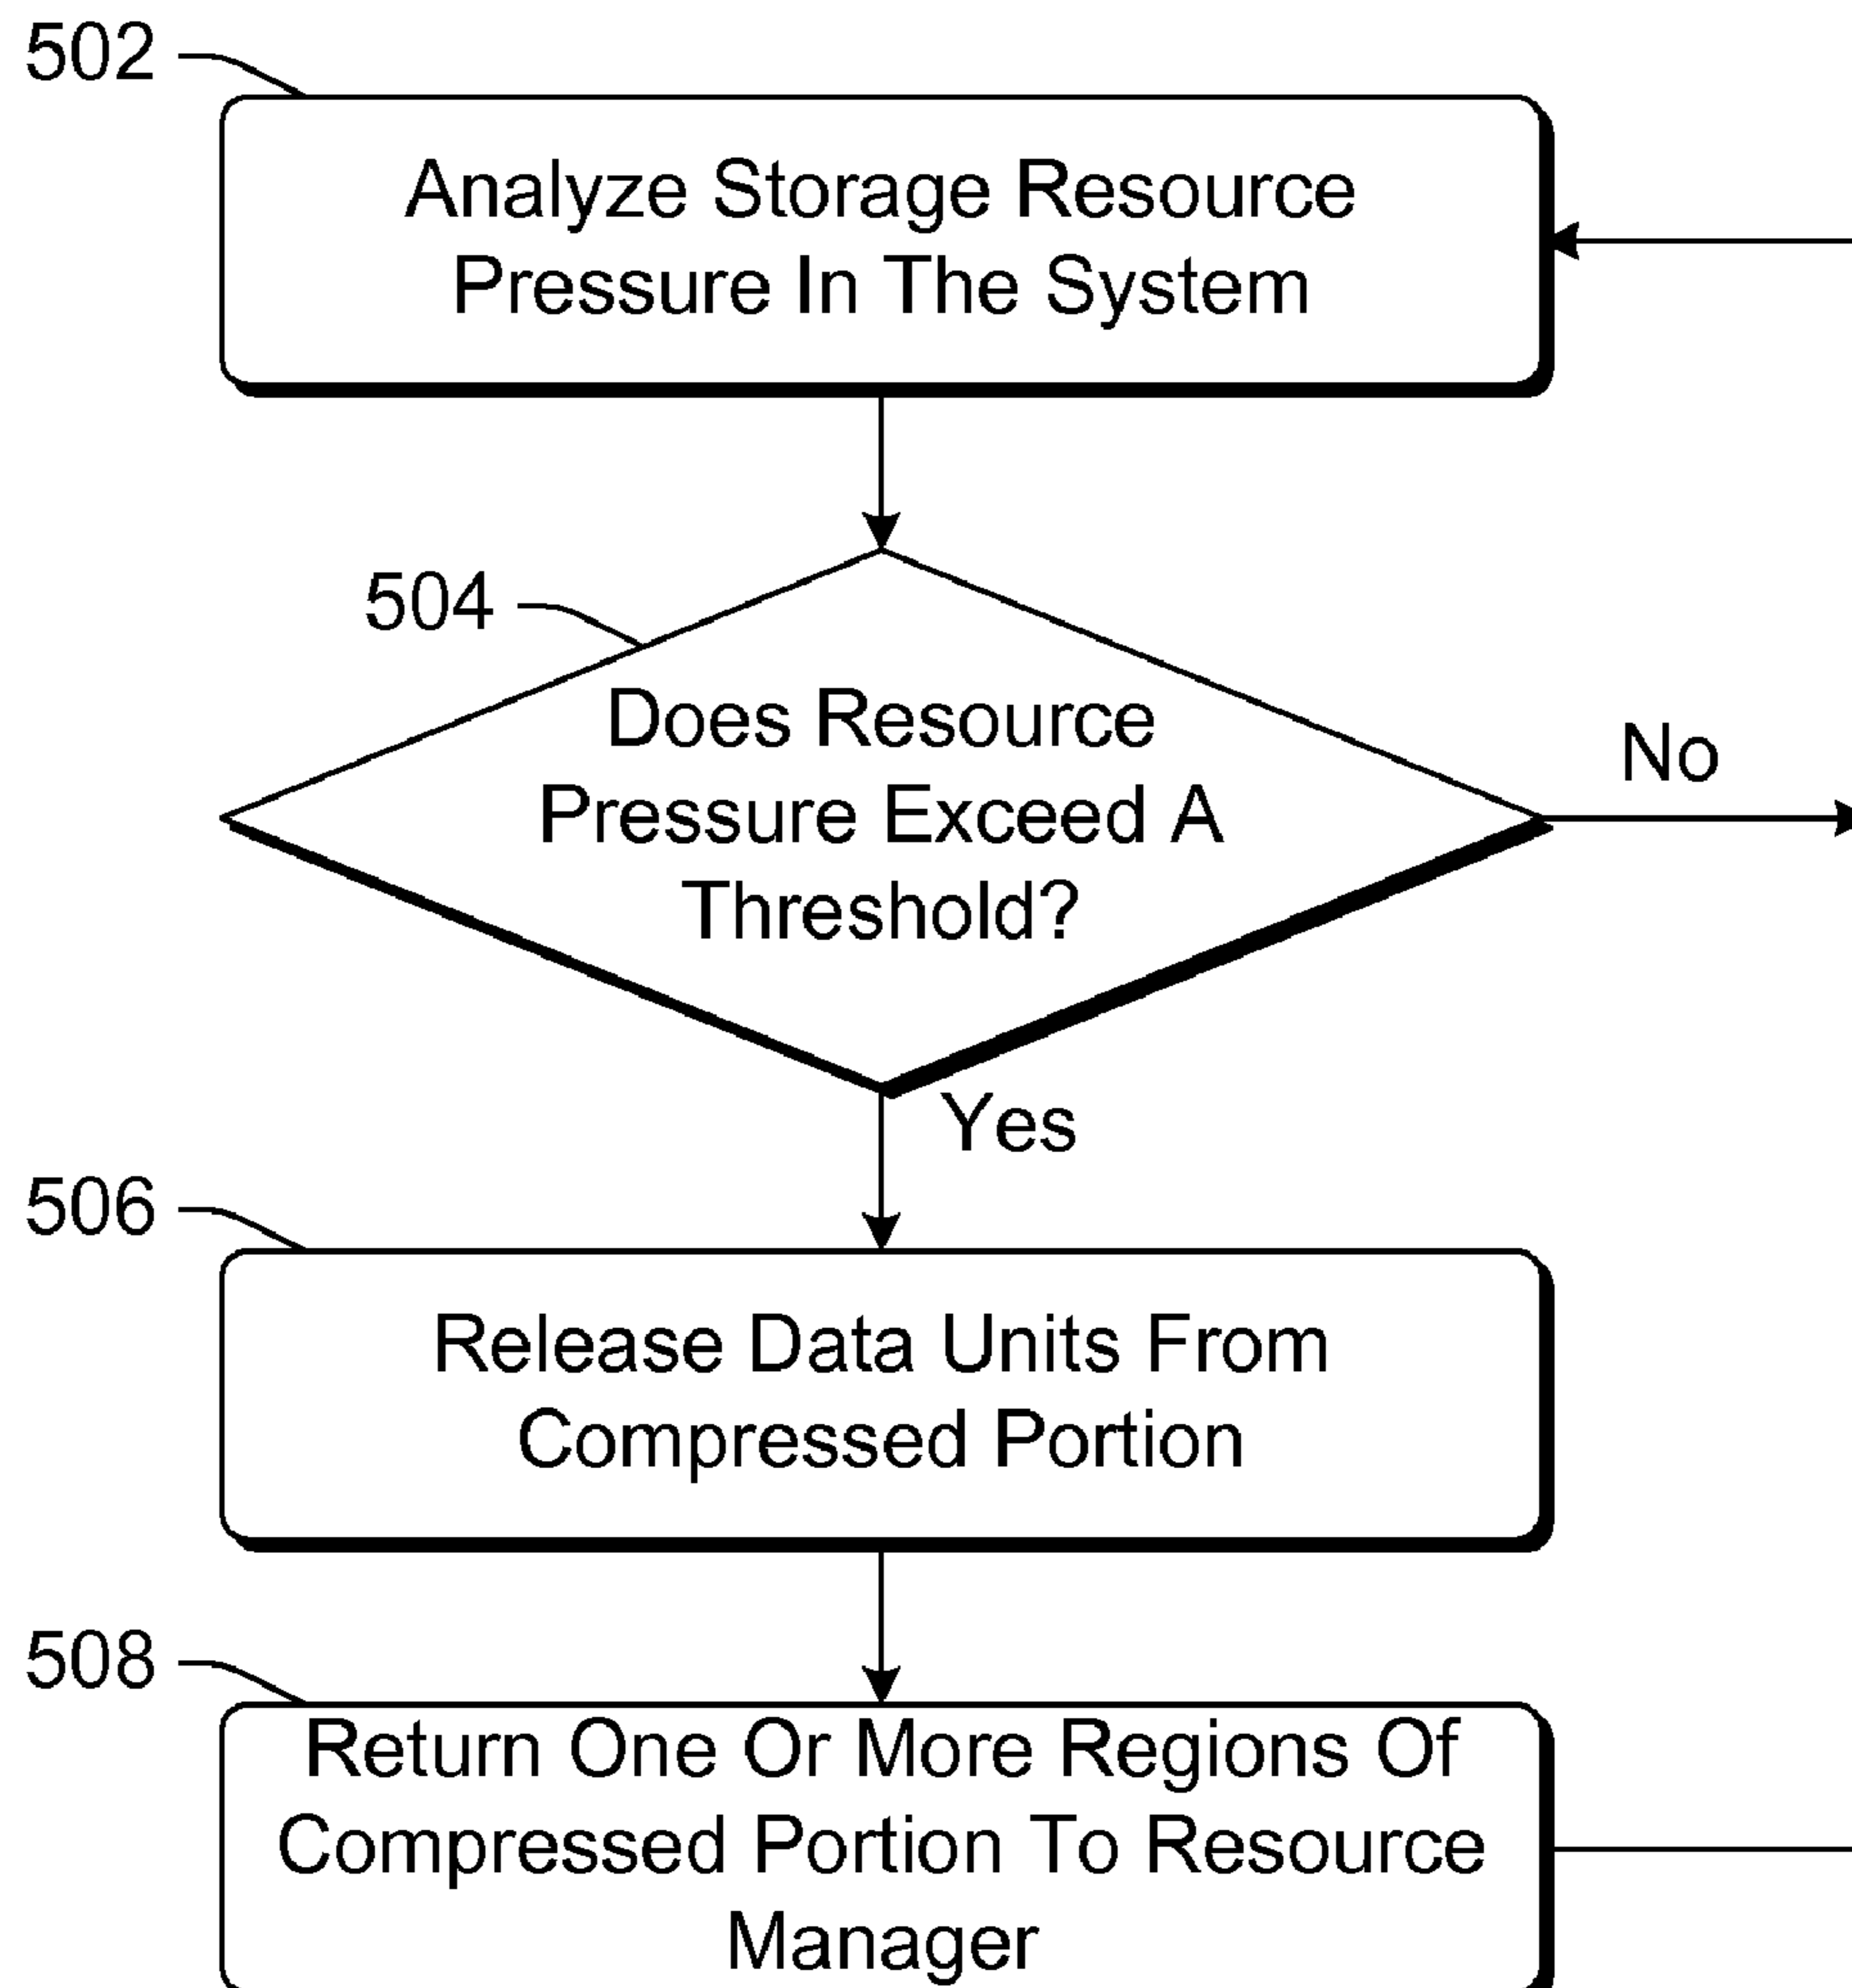 502
Analyze Storage Resource
Pressure In The System
504
Does Resource
Pressure Exceed A
Threshold?
No
Yes
506
Release Data Units From
Compressed Portion
508
Return One Or More Regions Of
Compressed Portion To Resource
Manager